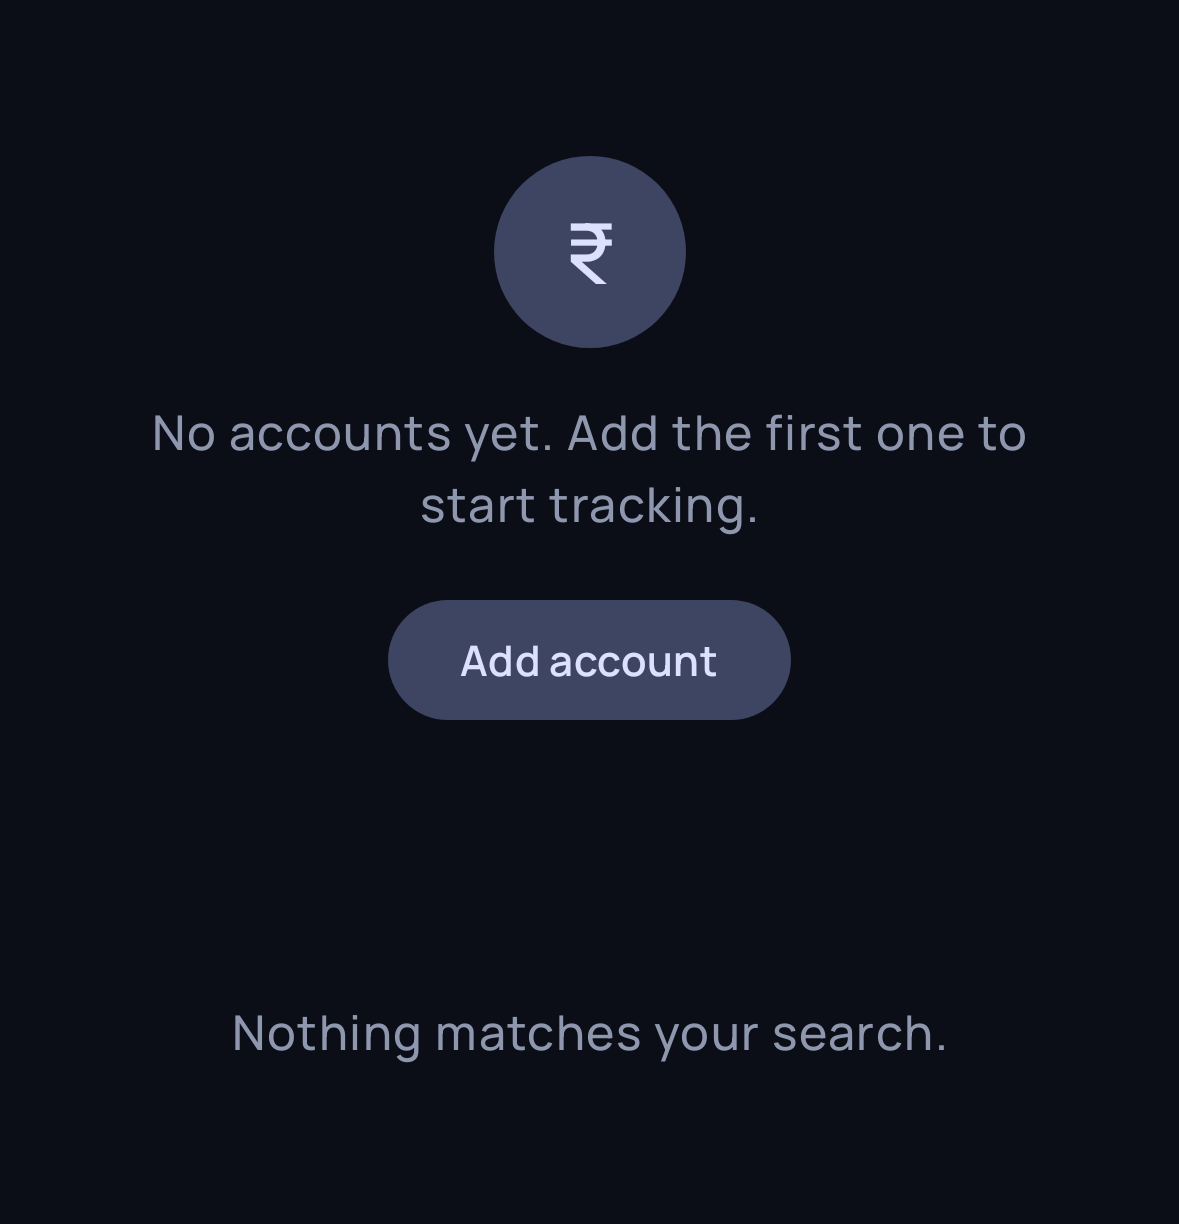 ₹
No accounts yet. Add the first one to
start tracking.
Add account
Nothing matches your search.